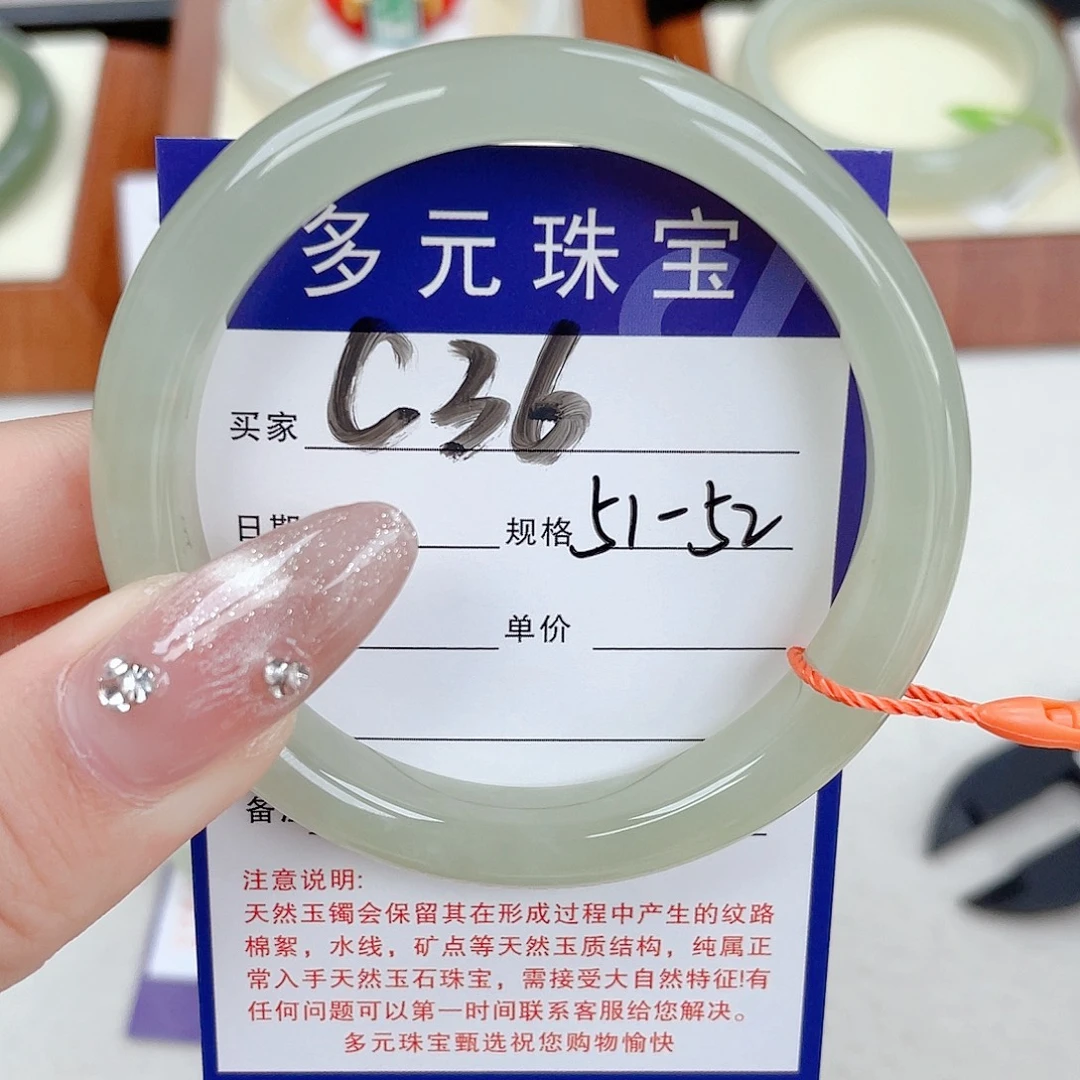 多元珠宝
买家 C36
规格 51-52
单价
备注
注意说明:
天然玉镯会保留其在形成过程中产生的纹路
棉絮，水线，矿点等天然玉质结构，纯属正
常入手天然玉石珠宝，需接受大自然特征!有
任何问题可以第一时间联系客服给您解决。
多元珠宝甄选祝您购物愉快